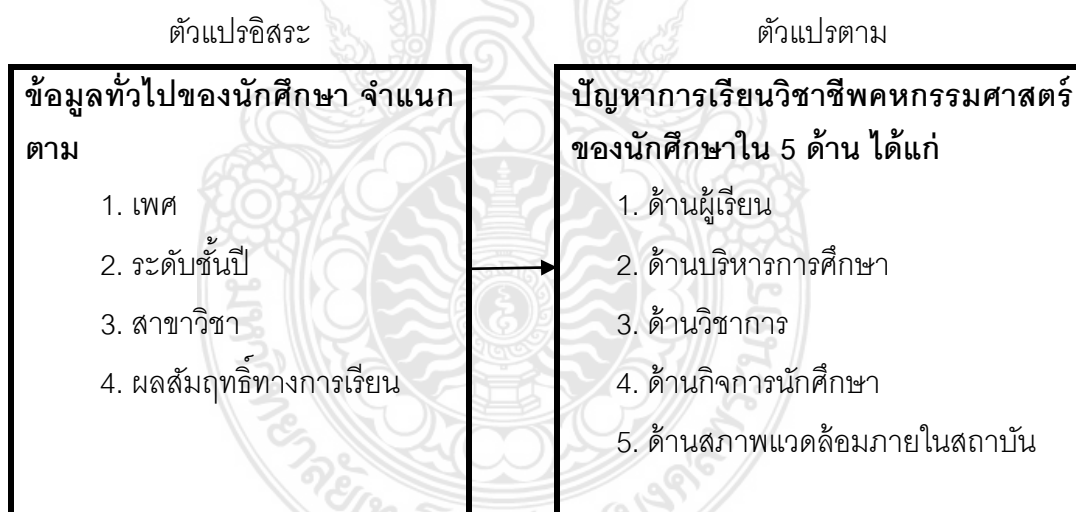 ตัวแปรอิสระ
ตัวแปรตาม
ข้อมูลทั่วไปของนักศึกษา จำแนก
ตาม
1. เพศ
2. ระดับชั้นปี
3. สาขาวิชา
4. ผลสัมฤทธิ์ทางการเรียน
ปัญหาการเรียนวิชาชีพคหกรรมศาสตร์
ของนักศึกษาใน 5 ด้าน ได้แก่
1. ด้านผู้เรียน
2. ด้านบริหารการศึกษา
3. ด้านวิชาการ
4. ด้านกิจการนักศึกษา
5. ด้านสภาพแวดล้อมภายในสถาบัน